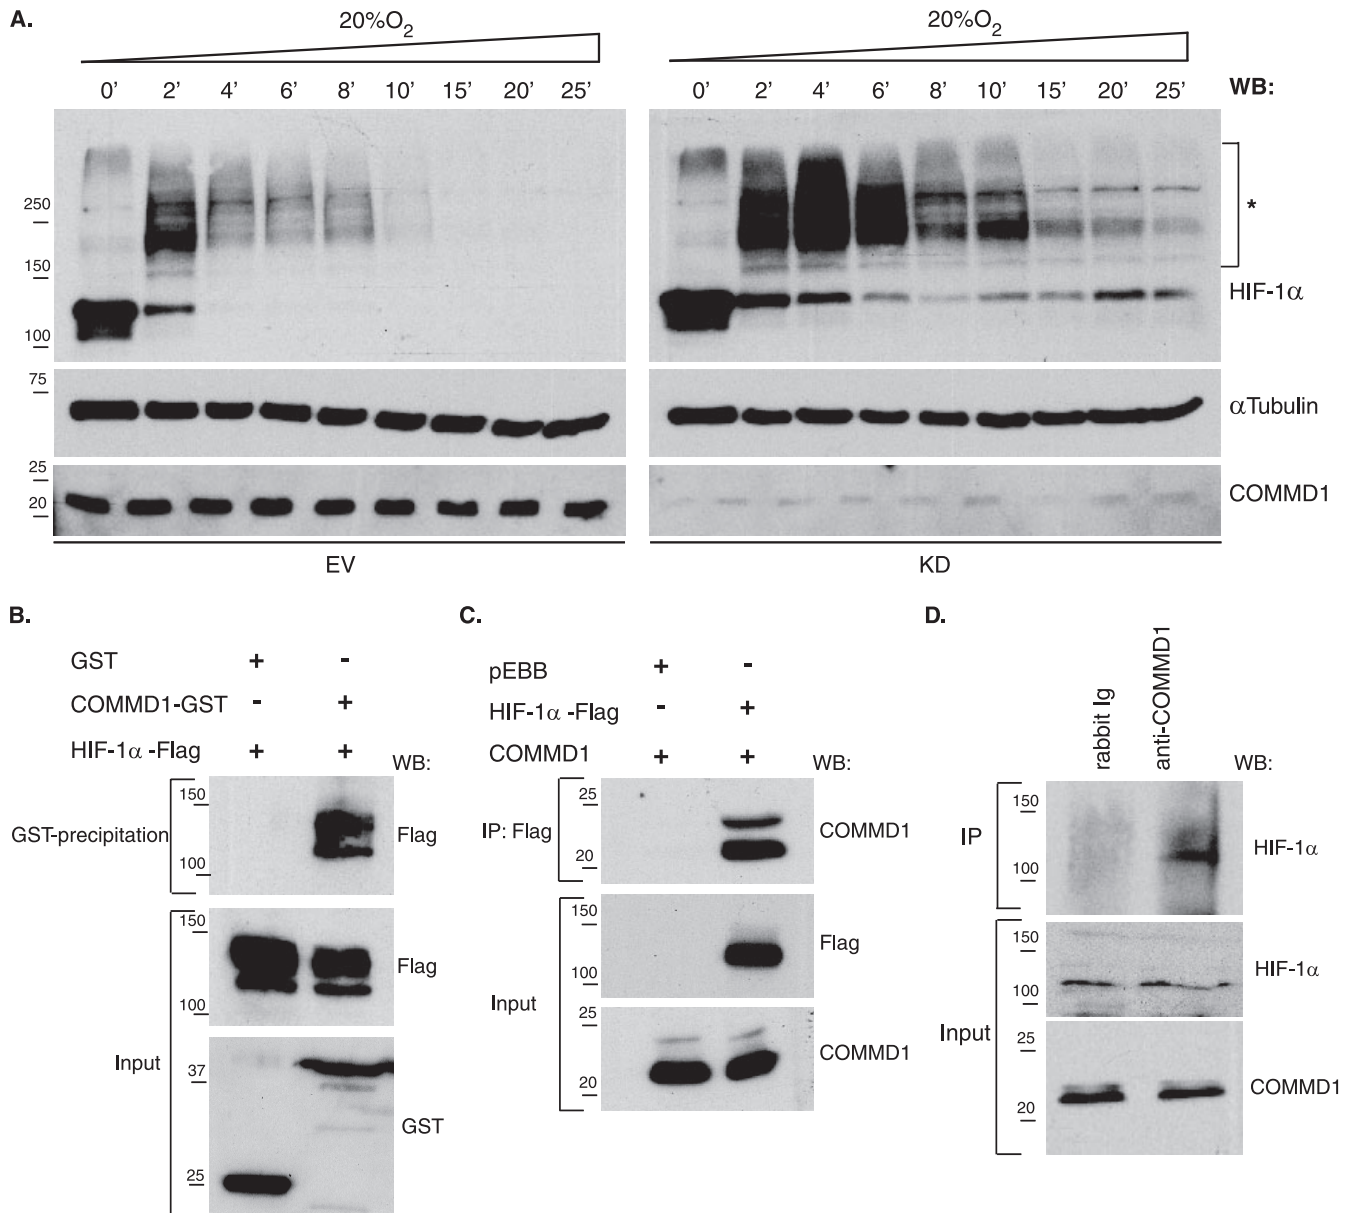 A.
20%O2 20%O2
0' 2' 4' 6' 8' 10' 15' 20' 25' 0' 2' 4' 6' 8' 10' 15' 20' 25' WB:
250
*
150
HIF-1α
100
75
αTubulin
25
20
COMMD1
EV KD
B. C. D.
GST + -
COMMD1-GST - +
HIF-1α -Flag + +
WB:
150
GST-precipitation
Flag
100
150
Flag
100
Input
37
GST
25
pEBB + -
HIF-1α -Flag - +
COMMD1 + +
WB:
25
IP: Flag
COMMD1
20
150
Flag
100
Input
25
COMMD1
20
rabbit Ig
anti-COMMD1
WB:
150
IP
HIF-1α
100
150
HIF-1α
100
Input
25
COMMD1
20